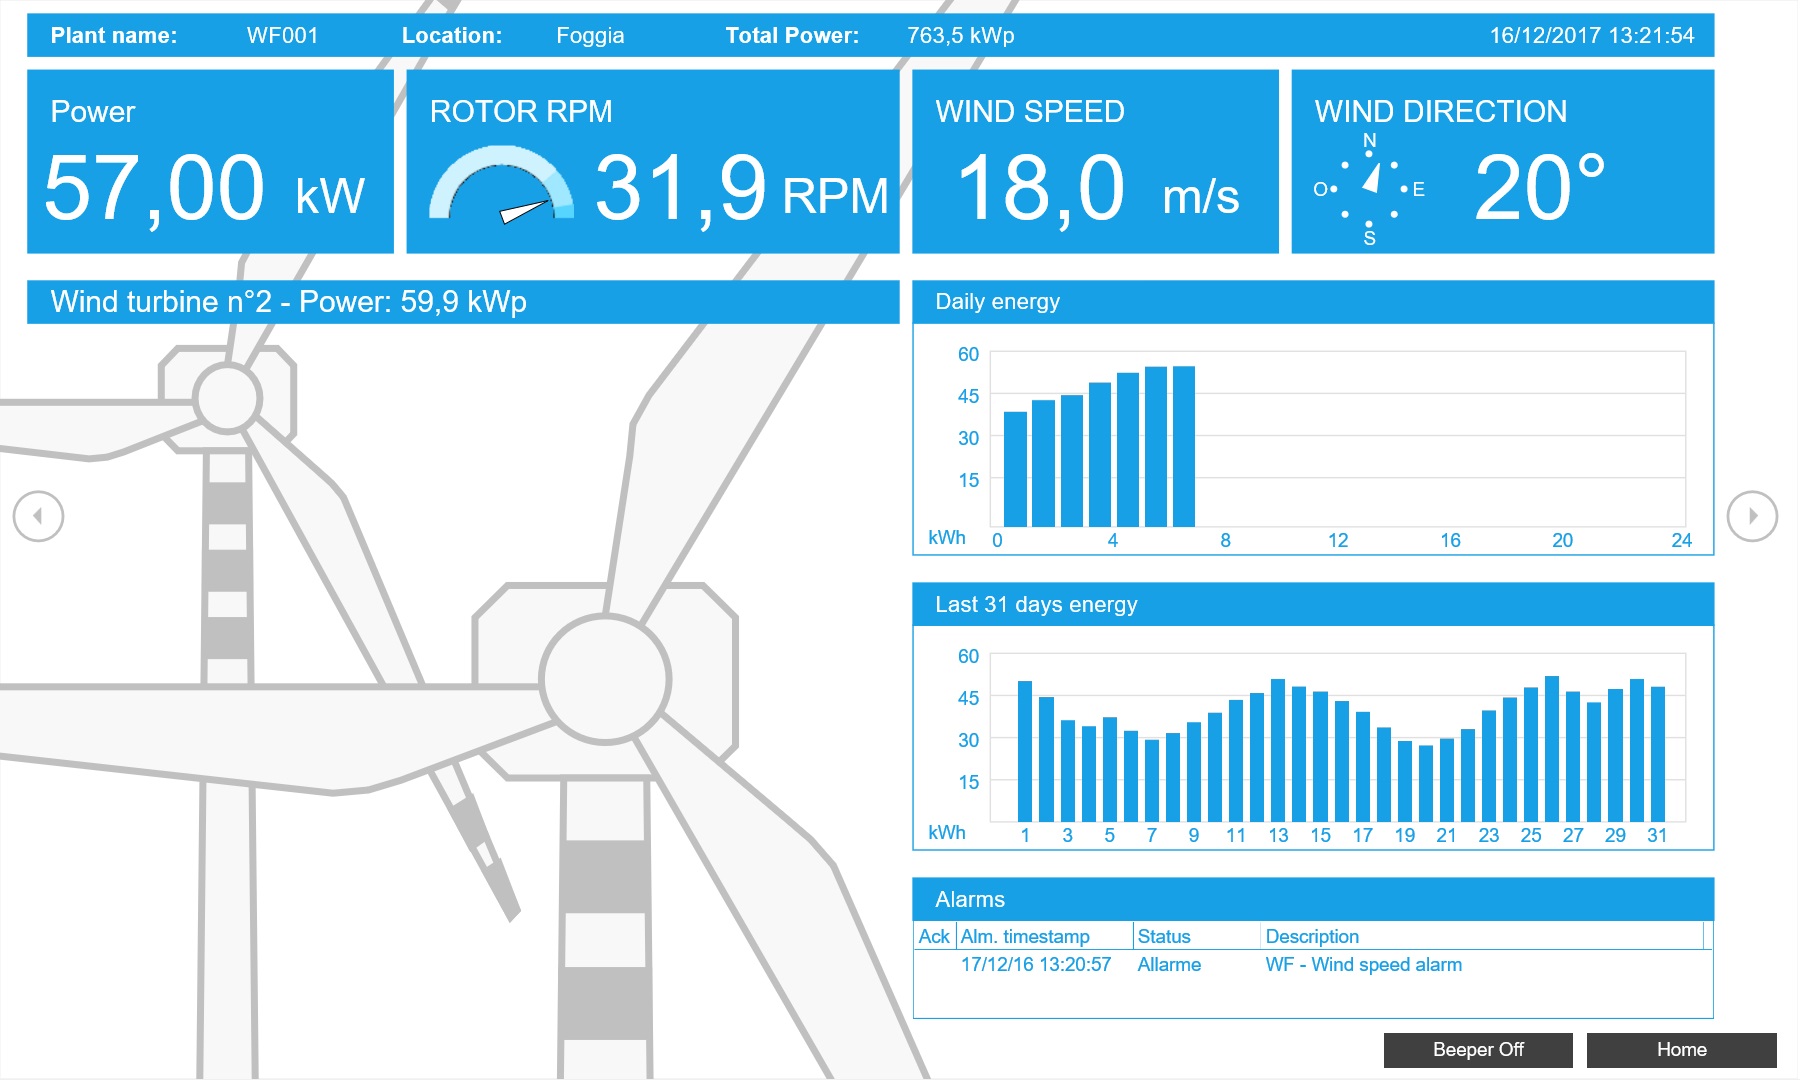 Plant name: WF001 Location: Foggia Total Power: 763,5 kWp 16/12/2017 13:21:54
Power
57,00 kW
ROTOR RPM
31,9 RPM
WIND SPEED
18,0 m/s
WIND DIRECTION
N
O E
S
20°
Wind turbine n°2 - Power: 59,9 kWp
Daily energy
60
45
30
15
kWh 0 4 8 12 16 20 24
Last 31 days energy
60
45
30
15
kWh 1 3 5 7 9 11 13 15 17 19 21 23 25 27 29 31
Alarms
Ack Alm. timestamp Status Description
17/12/16 13:20:57 Allarme WF - Wind speed alarm
Beeper Off Home